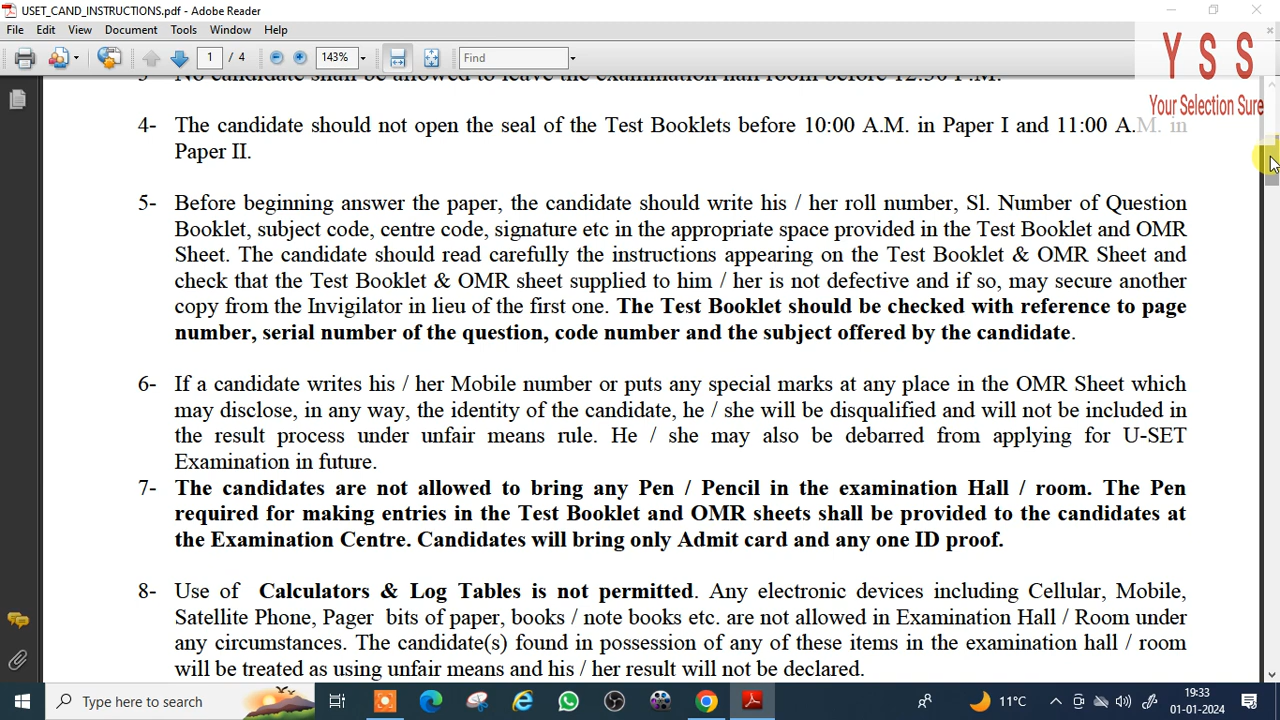 USET_CAND_INSTRUCTIONS.pdf - Adobe Reader
File Edit View Document Tools Window Help
1 / 4 143% Find
Y S S
Your Selection Sure
3- No candidate shall be allowed to leave the examination hall room before 12:30 P.M.
4- The candidate should not open the seal of the Test Booklets before 10:00 A.M. in Paper I and 11:00 A.M. in
Paper II.
5- Before beginning answer the paper, the candidate should write his / her roll number, Sl. Number of Question
Booklet, subject code, centre code, signature etc in the appropriate space provided in the Test Booklet and OMR
Sheet. The candidate should read carefully the instructions appearing on the Test Booklet & OMR Sheet and
check that the Test Booklet & OMR sheet supplied to him / her is not defective and if so, may secure another
copy from the Invigilator in lieu of the first one. The Test Booklet should be checked with reference to page
number, serial number of the question, code number and the subject offered by the candidate.
6- If a candidate writes his / her Mobile number or puts any special marks at any place in the OMR Sheet which
may disclose, in any way, the identity of the candidate, he / she will be disqualified and will not be included in
the result process under unfair means rule. He / she may also be debarred from applying for U-SET
Examination in future.
7- The candidates are not allowed to bring any Pen / Pencil in the examination Hall / room. The Pen
required for making entries in the Test Booklet and OMR sheets shall be provided to the candidates at
the Examination Centre. Candidates will bring only Admit card and any one ID proof.
8- Use of Calculators & Log Tables is not permitted. Any electronic devices including Cellular, Mobile,
Satellite Phone, Pager bits of paper, books / note books etc. are not allowed in Examination Hall / Room under
any circumstances. The candidate(s) found in possession of any of these items in the examination hall / room
will be treated as using unfair means and his / her result will not be declared.
Type here to search
11°C
19:33
01-01-2024